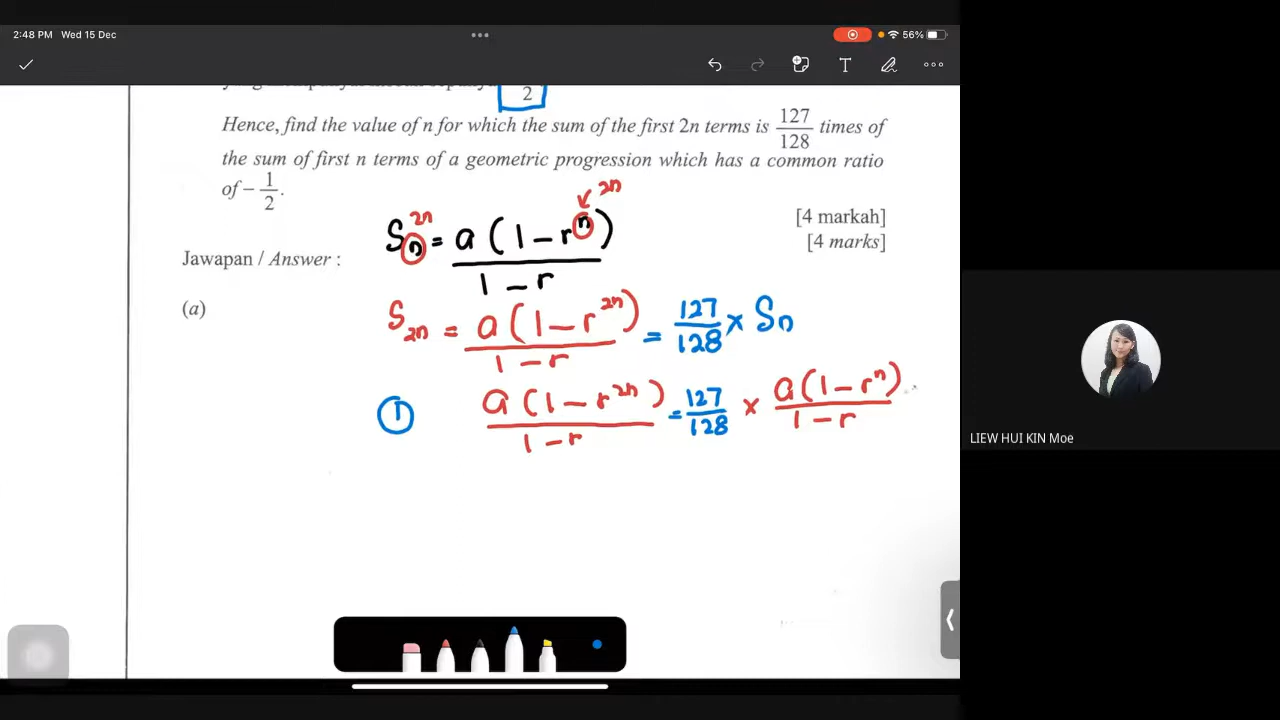 2:48 PM Wed 15 Dec
56%
2
Hence, find the value of n for which the sum of the first 2n terms is 127/128 times of
the sum of first n terms of a geometric progression which has a common ratio
of − 1/2.
[4 markah]
[4 marks]
Jawapan / Answer :
(a)
2n 2n
Sn = a(1 − r^n) / 1 − r
S2n = a(1 − r^2n) / 1 − r = 127/128 × Sn
① a(1 − r^2n) / 1 − r = 127/128 × a(1 − r^n) / 1 − r
LIEW HUI KIN Moe